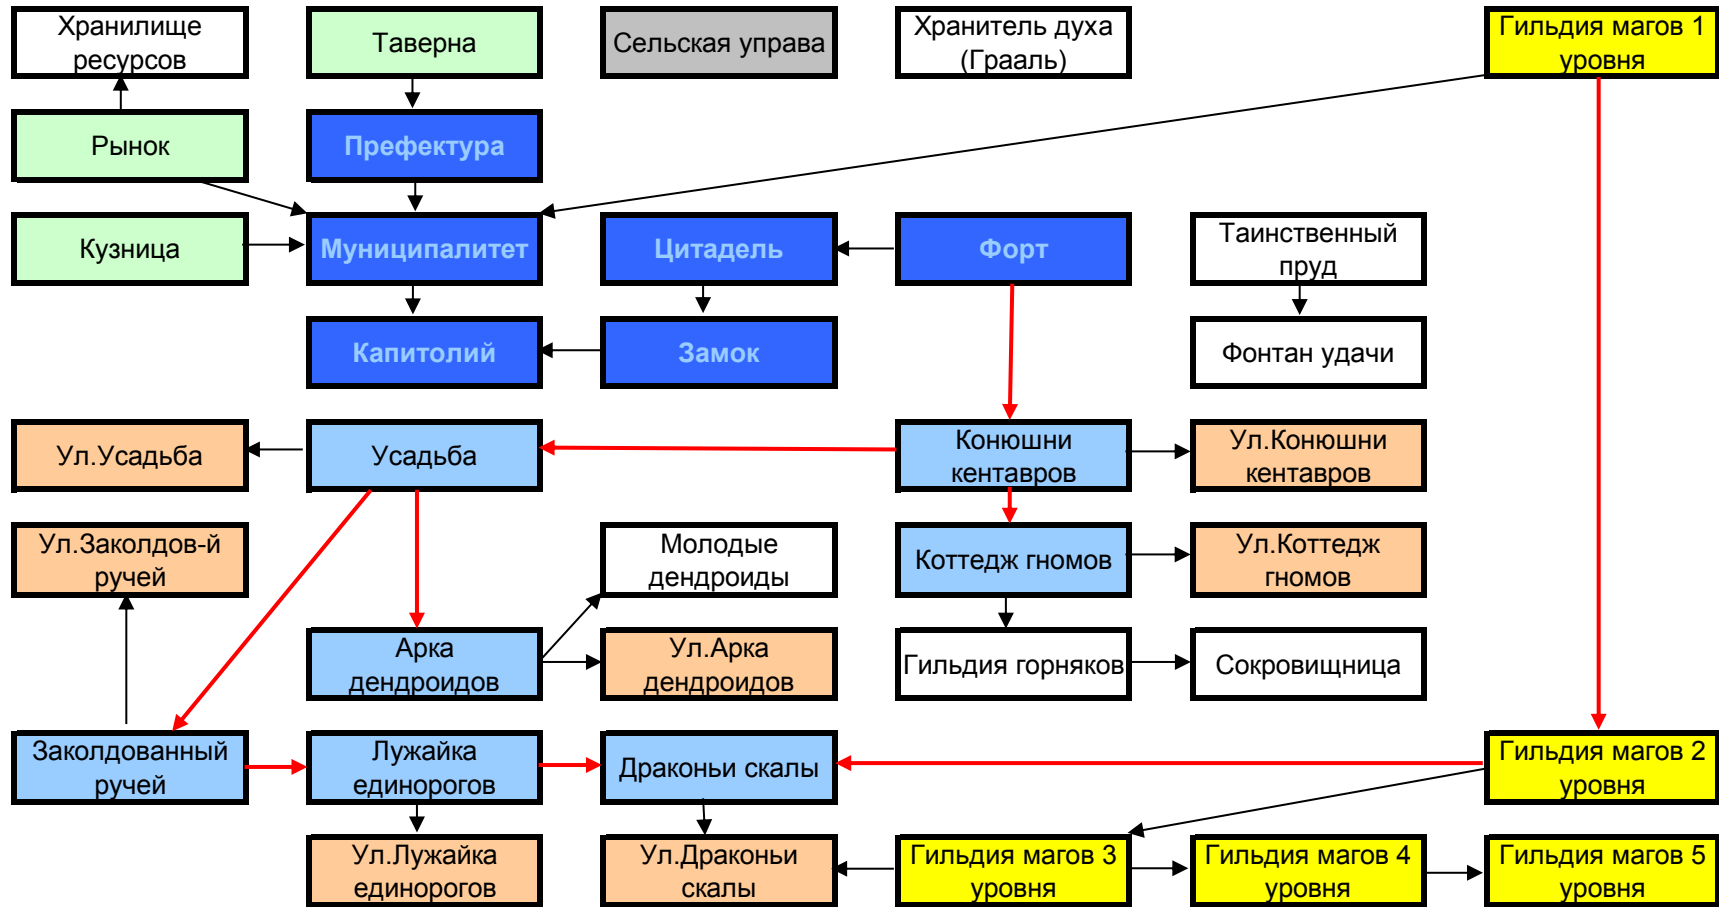 Хранилище
ресурсов
Таверна
Сельская управа
Хранитель духа
(Грааль)
Гильдия магов 1
уровня
Рынок
Префектура
Кузница
Муниципалитет
Цитадель
Форт
Таинственный
пруд
Капитолий
Замок
Фонтан удачи
Ул.Усадьба
Усадьба
Конюшни
кентавров
Ул.Конюшни
кентавров
Ул.Заколдов-й
ручей
Молодые
дендроиды
Коттедж гномов
Ул.Коттедж
гномов
Арка
дендроидов
Ул.Арка
дендроидов
Гильдия горняков
Сокровищница
Заколдованный
ручей
Лужайка
единорогов
Драконьи скалы
Гильдия магов 2
уровня
Ул.Лужайка
единорогов
Ул.Драконьи
скалы
Гильдия магов 3
уровня
Гильдия магов 4
уровня
Гильдия магов 5
уровня